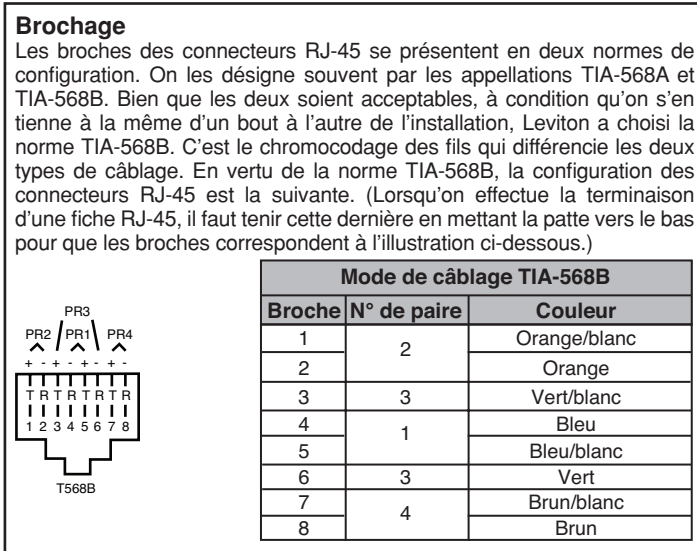 Brochage
Les broches des connecteurs RJ-45 se présentent en deux normes de
configuration. On les désigne souvent par les appellations TIA-568A et
TIA-568B. Bien que les deux soient acceptables, à condition qu’on s’en
tienne à la même d’un bout à l’autre de l’installation, Leviton a choisi la
norme TIA-568B. C’est le chromocodage des fils qui différencie les deux
types de câblage. En vertu de la norme TIA-568B, la configuration des
connecteurs RJ-45 est la suivante. (Lorsqu’on effectue la terminaison
d’une fiche RJ-45, il faut tenir cette dernière en mettant la patte vers le bas
pour que les broches correspondent à l’illustration ci-dessous.)
PR3
PR2 PR1 PR4
+ - + - + - + -
T R T R T R T R
1 2 3 4 5 6 7 8
T568B
Mode de câblage TIA-568B
Broche N° de paire Couleur
1 2 Orange/blanc
2 Orange
3 3 Vert/blanc
4 1 Bleu
5 Bleu/blanc
6 3 Vert
7 4 Brun/blanc
8 Brun